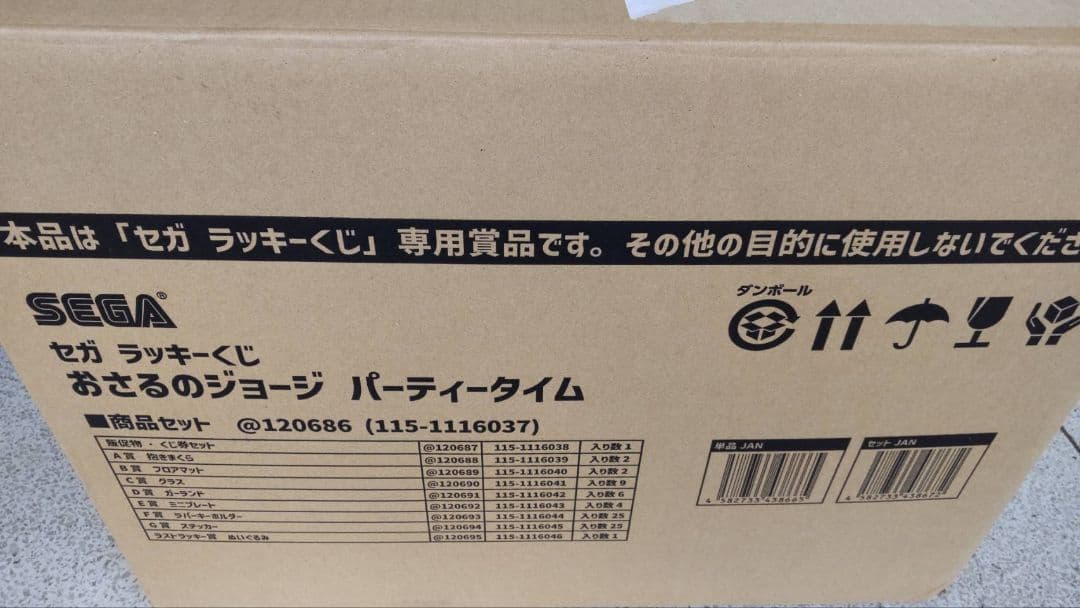 本品は「セガ ラッキーくじ」専用賞品です。その他の目的に使用しないでくださ
SEGA®
セガ ラッキーくじ
おさるのジョージ パーティータイム
■商品セット @120686 (115-1116037)
販促物・くじ券セット @120687 115-1116038 入り数 1
A賞 抱きまくら @120688 115-1116039 入り数 2
B賞 フロアマット @120689 115-1116040 入り数 2
C賞 グラス @120690 115-1116041 入り数 9
D賞 ガーランド @120691 115-1116042 入り数 6
E賞 ミニプレート @120692 115-1116043 入り数 4
F賞 ラバーキーホルダー @120693 115-1116044 入り数 25
G賞 ステッカー @120694 115-1116045 入り数 25
ラストラッキー賞 ぬいぐるみ @120695 115-1116046 入り数 1
ダンボール
単品 JAN
4 582733 438665
セット JAN
4 582733 438672